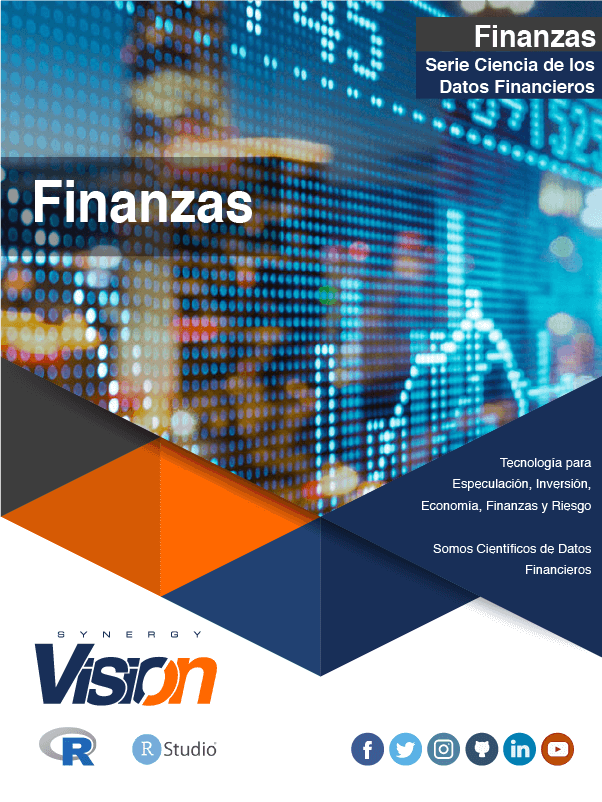 Finanzas
Serie Ciencia de los
Datos Financieros
Finanzas
Tecnología para
Especulación, Inversión,
Economía, Finanzas y Riesgo
Somos Científicos de Datos
Financieros
SYNERGY
Vision
R
R Studio®